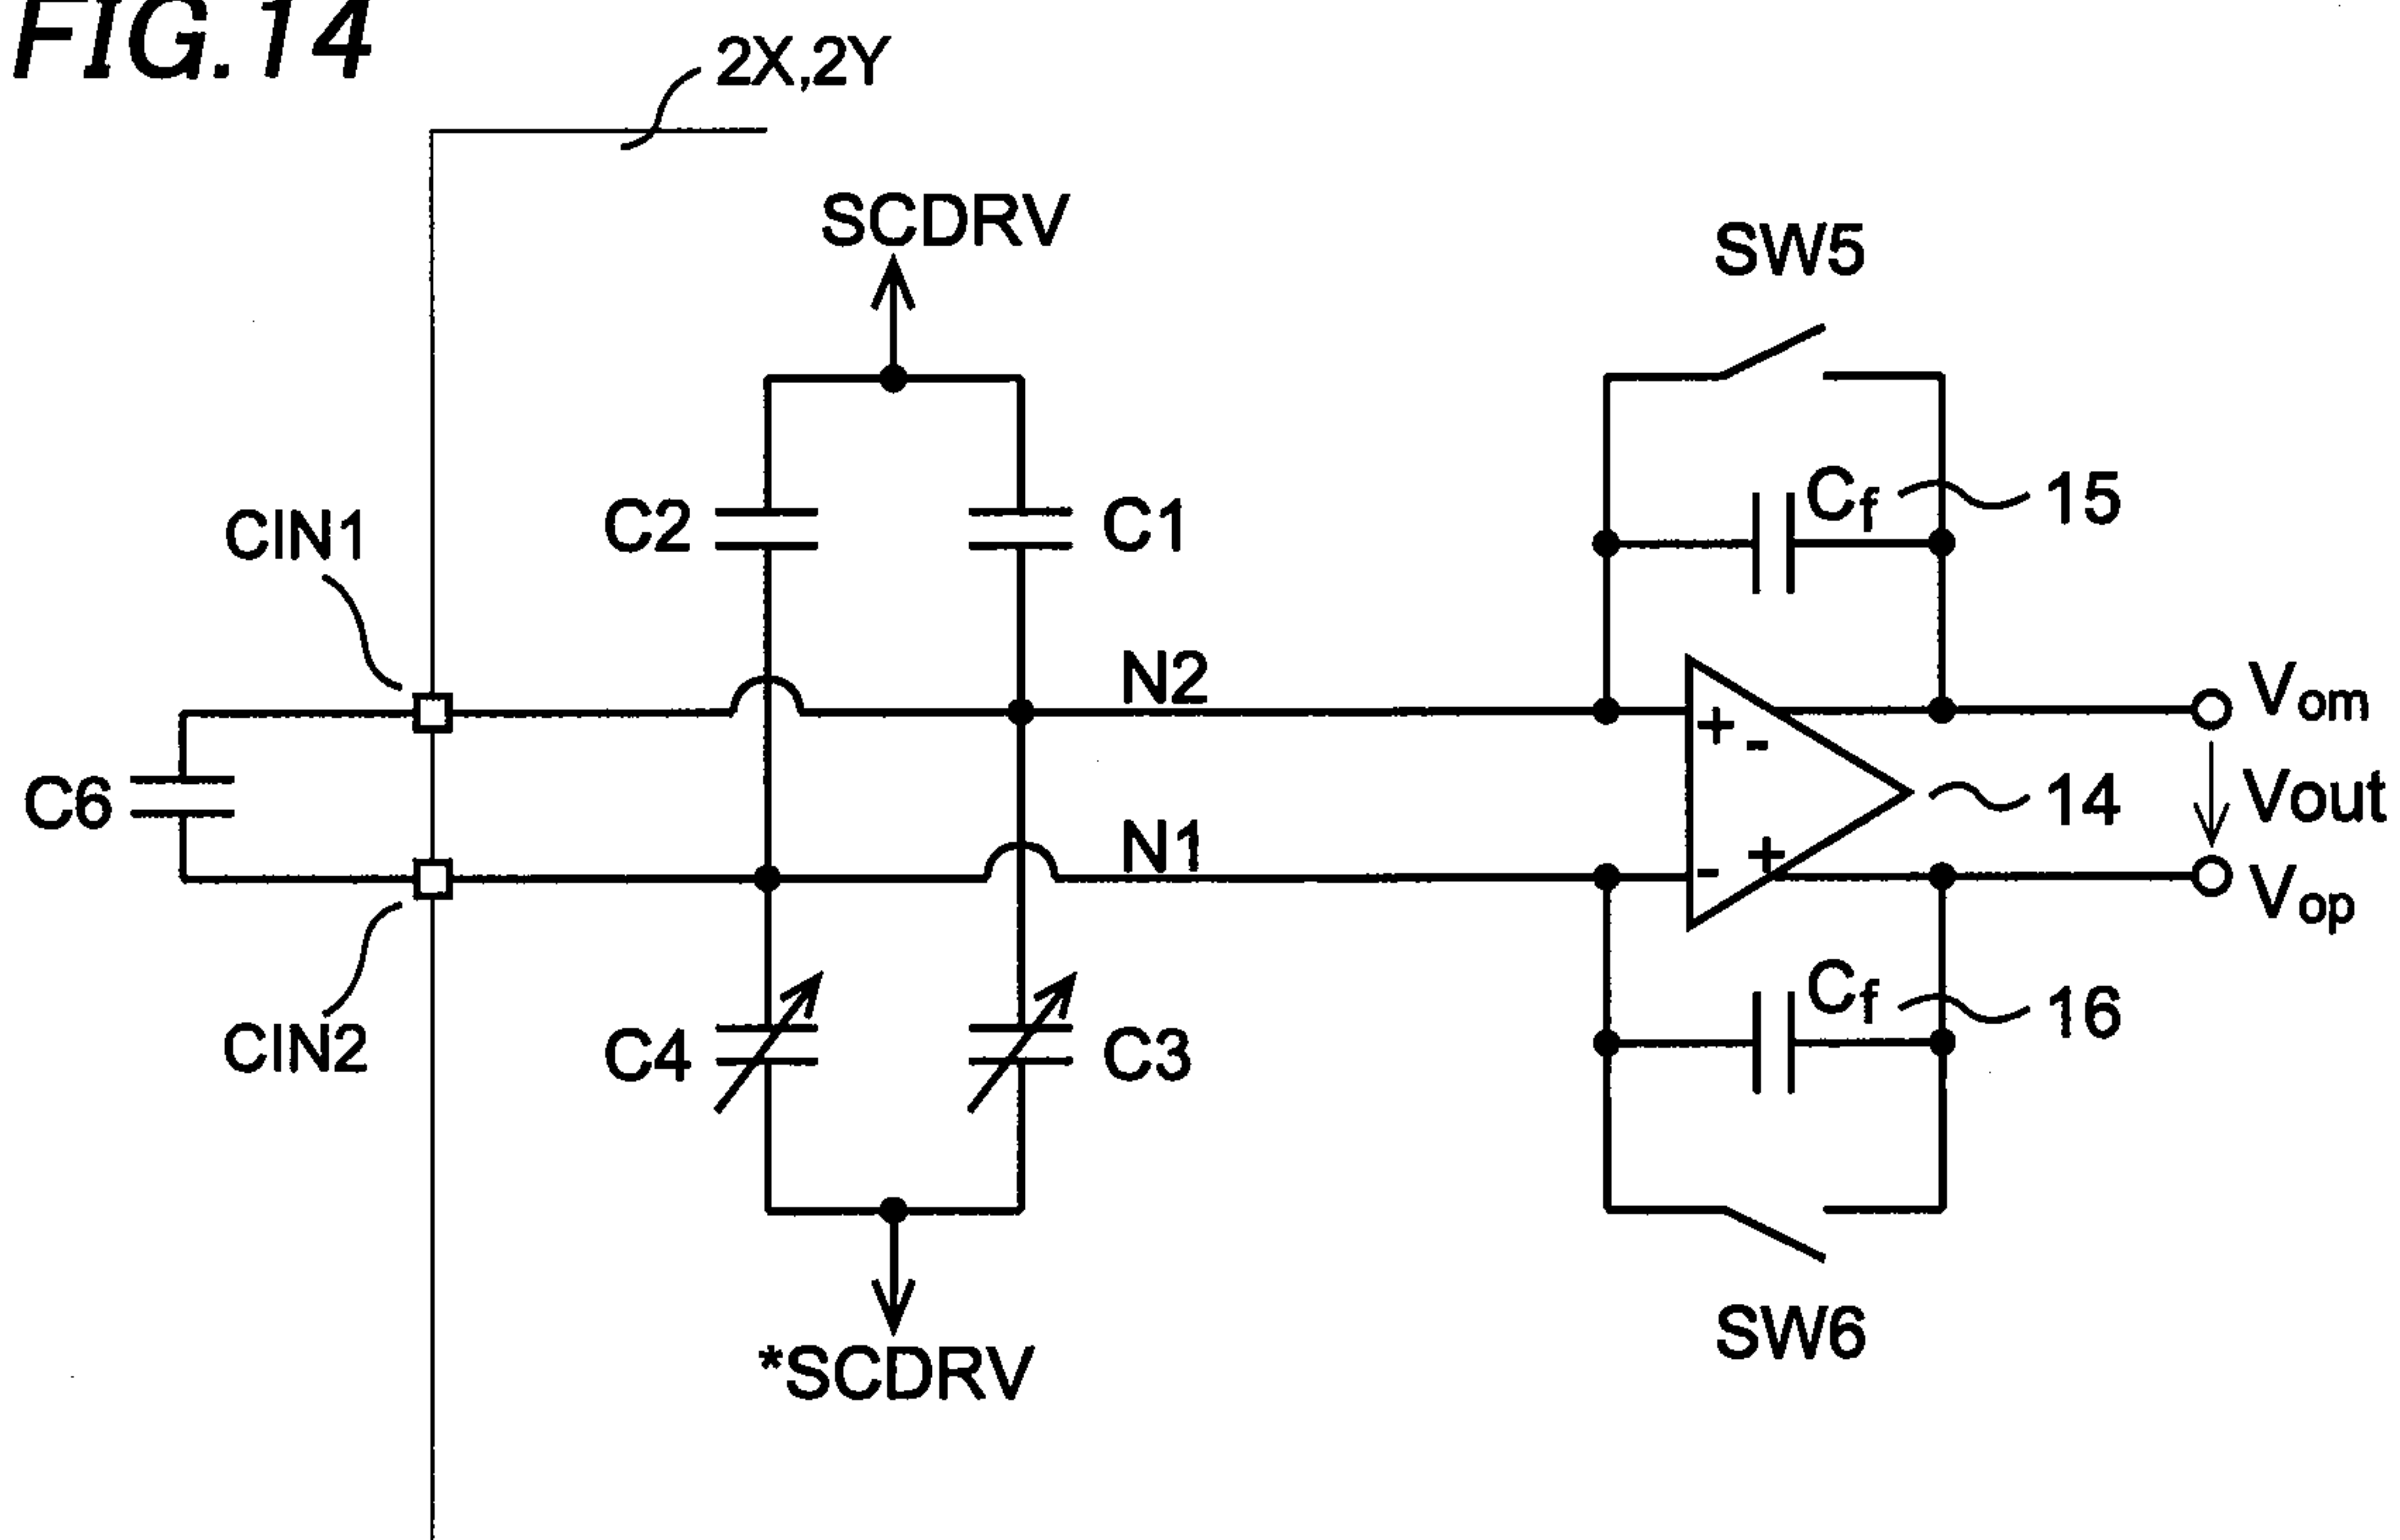 FIG.14
2X,2Y
SCDRV
SW5
C2
C1
Cf
15
CIN1
N2
+
-
Vom
C6
14
Vout
N1
-
+
Vop
CIN2
C4
C3
Cf
16
*SCDRV
SW6